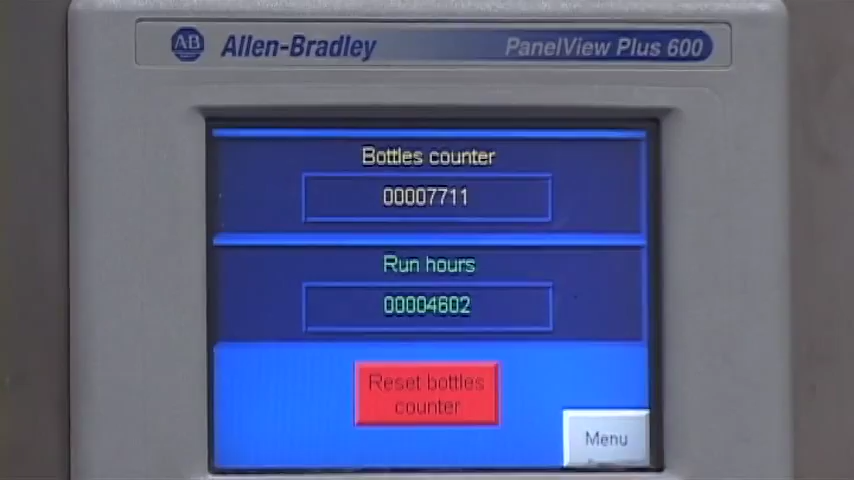 AB Allen-Bradley PanelView Plus 600
Bottles counter
00007711
Run hours
00004602
Reset bottles
counter
Menu